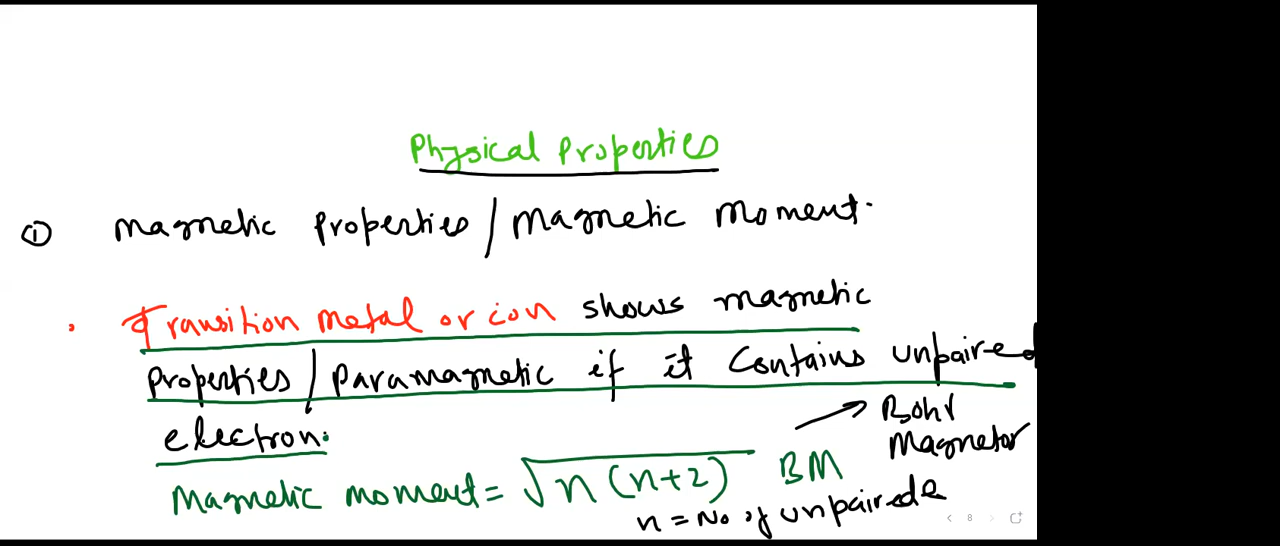 Physical Properties
① Magnetic Properties / Magnetic Moment.
Transition metal or ion shows magnetic
properties / paramagnetic if it contains unpaired
electron.
Bohr
Magneton
Magnetic moment = √n(n+2) BM
n = No of unpaired e
8